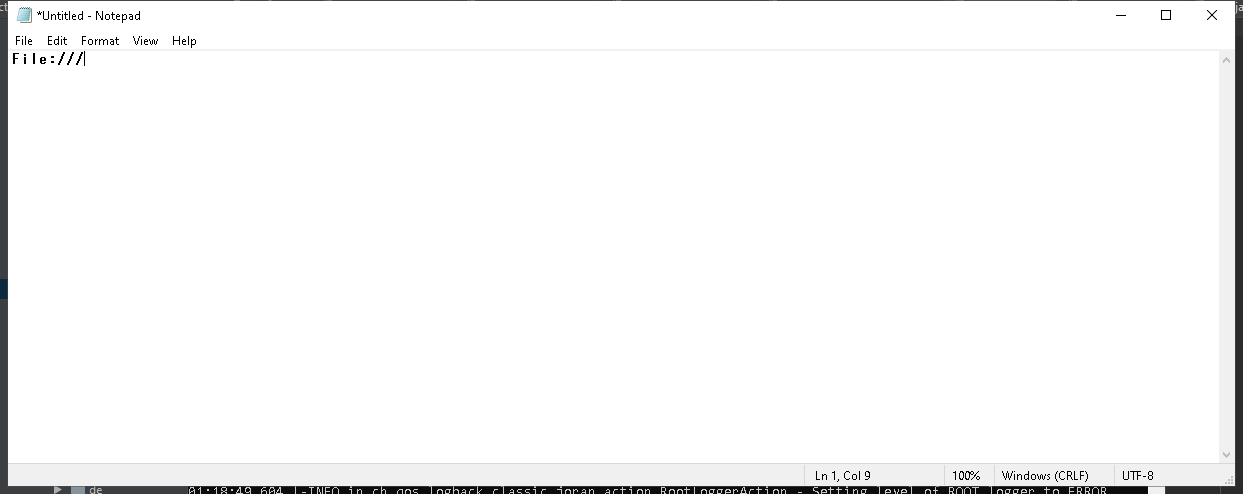 *Untitled - Notepad
File Edit Format View Help
File:///
Ln 1, Col 9 100% Windows (CRLF) UTF-8
de 01:18:49,604 |-INFO in ch.qos.logback.classic.joran.action.RootLoggerAction - Setting level of ROOT logger to ERROR